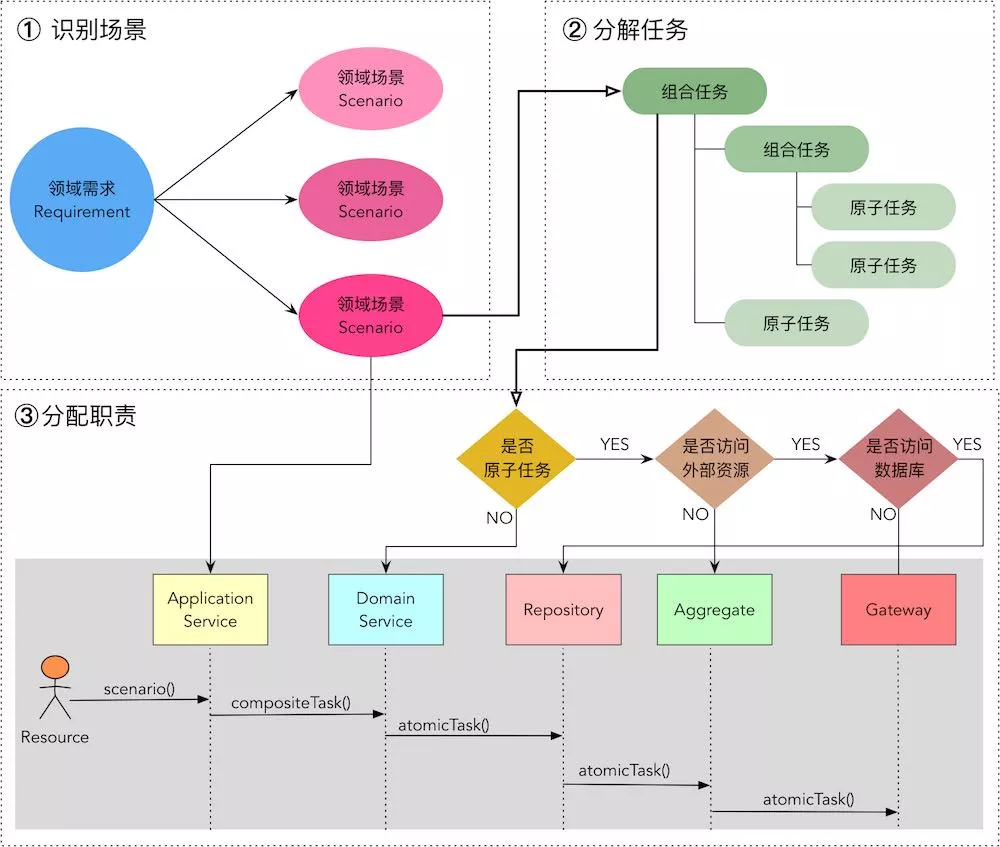 ① 识别场景
领域需求
Requirement
领域场景
Scenario
领域场景
Scenario
领域场景
Scenario
② 分解任务
组合任务
组合任务
原子任务
原子任务
原子任务
③分配职责
是否
原子任务
YES
NO
是否访问
外部资源
YES
NO
是否访问
数据库
YES
NO
Application
Service
Domain
Service
Repository
Aggregate
Gateway
Resource
scenario()
compositeTask()
atomicTask()
atomicTask()
atomicTask()